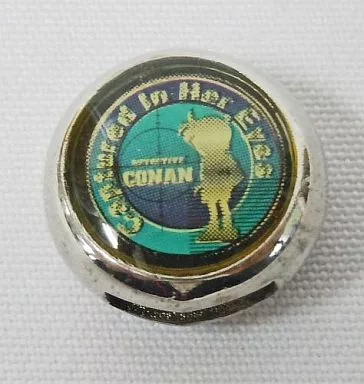 Captured In Her Eyes
DETECTIVE
CONAN